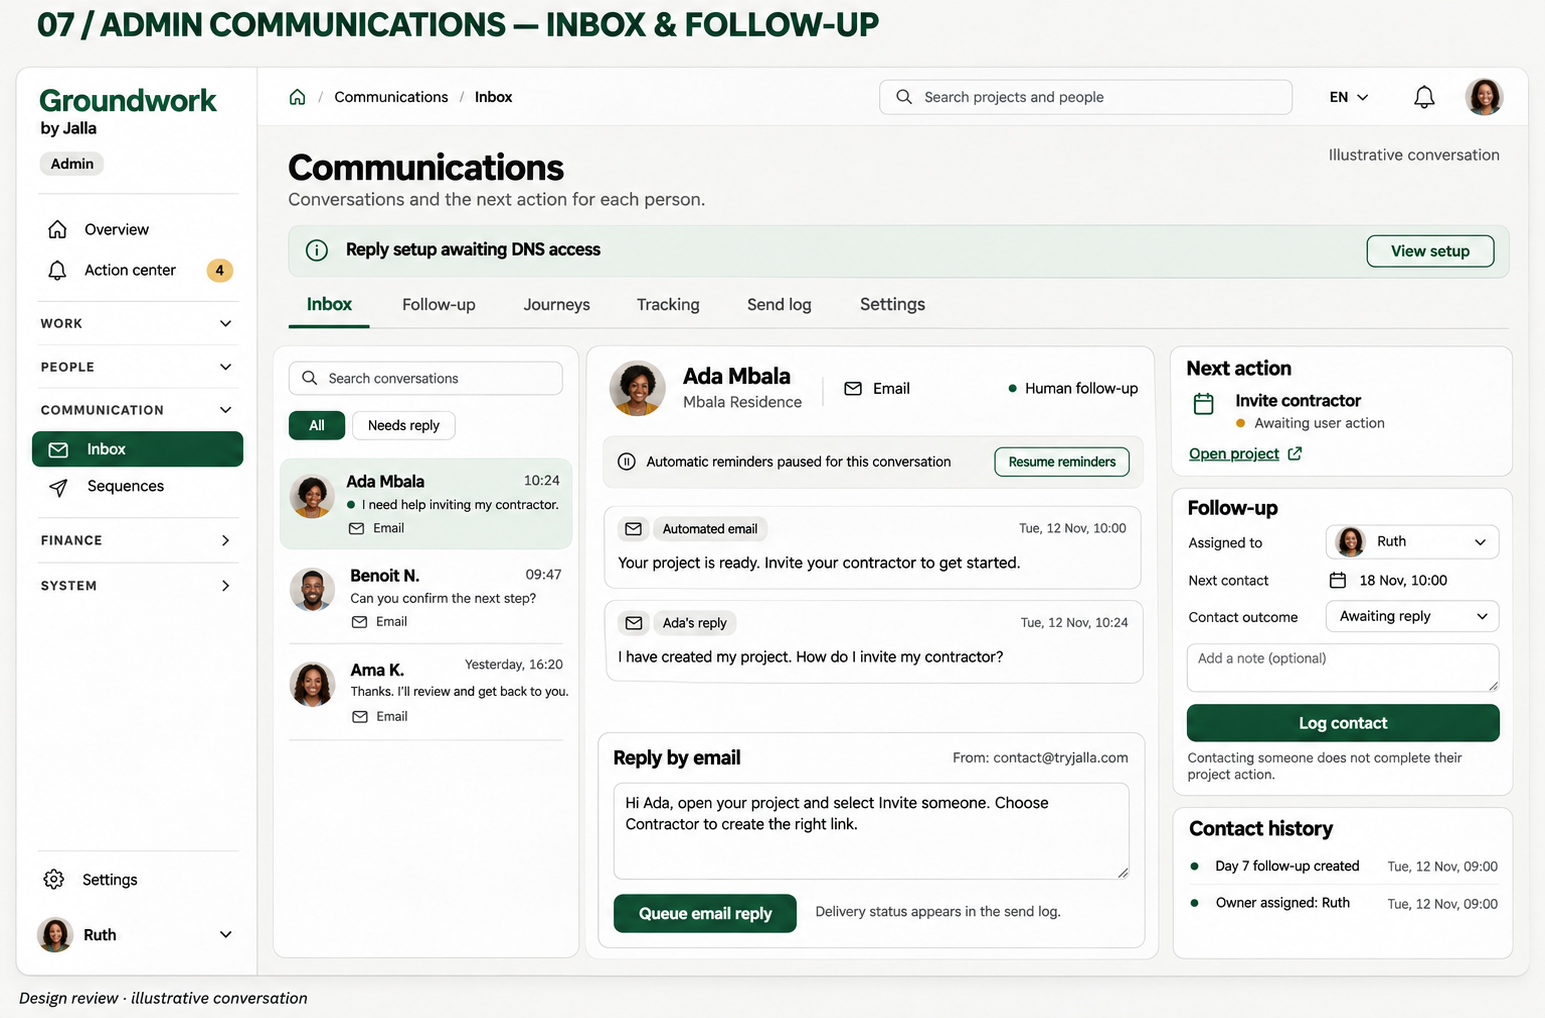 07 / ADMIN COMMUNICATIONS — INBOX & FOLLOW-UP
Groundwork
by Jalla
Admin
Overview
Action center 4
WORK
PEOPLE
COMMUNICATION
Inbox
Sequences
FINANCE
SYSTEM
Settings
Ruth
/ Communications / Inbox
Search projects and people
EN
Communications
Conversations and the next action for each person.
Illustrative conversation
Reply setup awaiting DNS access
View setup
Inbox Follow-up Journeys Tracking Send log Settings
Search conversations
All Needs reply
Ada Mbala 10:24
I need help inviting my contractor.
Email
Benoit N. 09:47
Can you confirm the next step?
Email
Ama K. Yesterday, 16:20
Thanks. I'll review and get back to you.
Email
Ada Mbala
Mbala Residence
Email
Human follow-up
Automatic reminders paused for this conversation
Resume reminders
Automated email Tue, 12 Nov, 10:00
Your project is ready. Invite your contractor to get started.
Ada's reply Tue, 12 Nov, 10:24
I have created my project. How do I invite my contractor?
Reply by email From: contact@tryjalla.com
Hi Ada, open your project and select Invite someone. Choose
Contractor to create the right link.
Queue email reply Delivery status appears in the send log.
Next action
Invite contractor
Awaiting user action
Open project
Follow-up
Assigned to Ruth
Next contact 18 Nov, 10:00
Contact outcome Awaiting reply
Add a note (optional)
Log contact
Contacting someone does not complete their
project action.
Contact history
Day 7 follow-up created Tue, 12 Nov, 09:00
Owner assigned: Ruth Tue, 12 Nov, 09:00
Design review · illustrative conversation